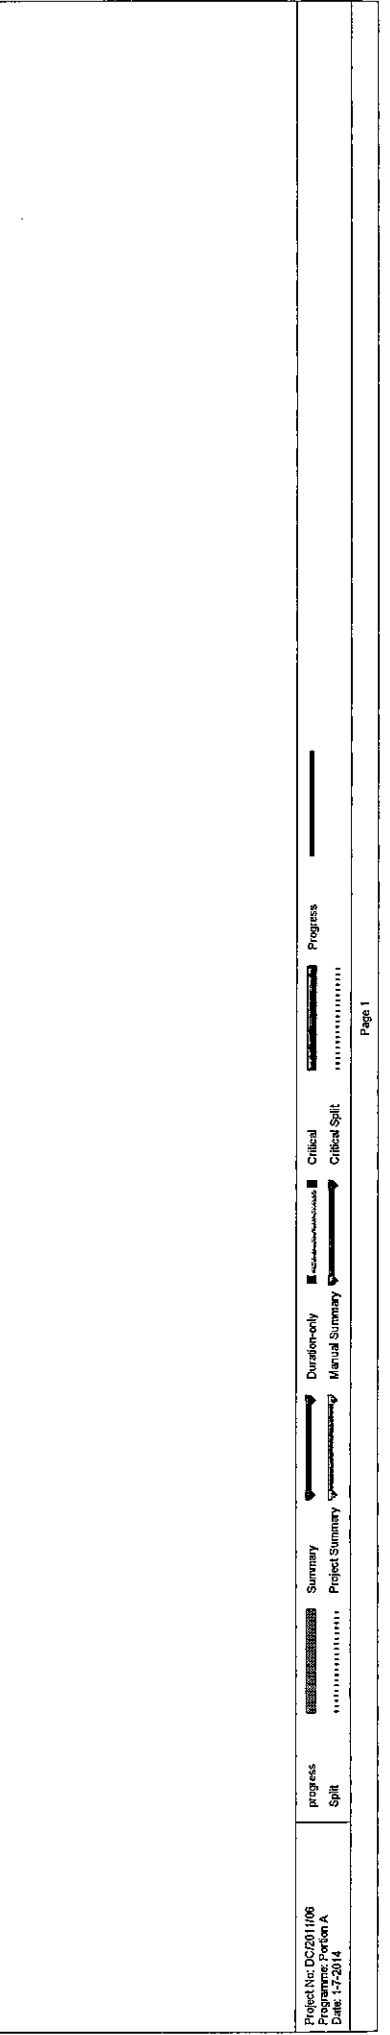 Project No: DC/2011/06
Programme: Portion A
Date: 1-7-2014
progress
Summary
Duration-only
Critical
Progress
Split
Project Summary
Manual Summary
Critical Split
Page 1